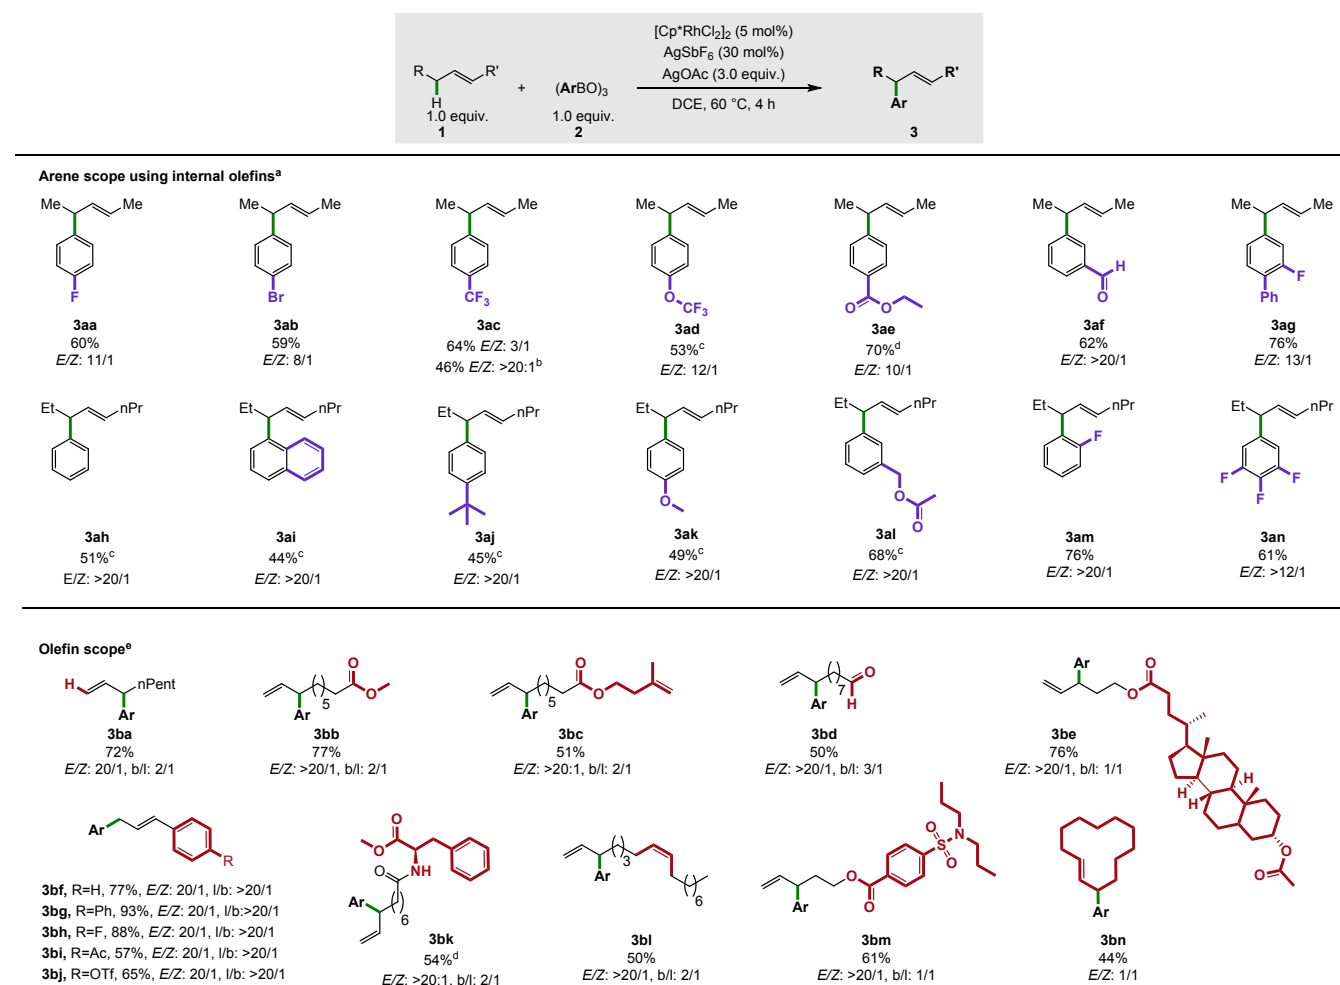 [Cp*RhCl2]2 (5 mol%)
AgSbF6 (30 mol%)
AgOAc (3.0 equiv.)
DCE, 60 °C, 4 h
R R' H
1.0 equiv.
1
+
(ArBO)3
1.0 equiv.
2
R R' Ar
3
Arene scope using internal olefins^a
Me Me F
3aa
60%
E/Z: 11/1
Me Me Br
3ab
59%
E/Z: 8/1
Me Me CF3
3ac
64% E/Z: 3/1
46% E/Z: >20:1^b
Me Me O CF3
3ad
53%^c
E/Z: 12/1
Me Me O O
3ae
70%^d
E/Z: 10/1
Me Me H O
3af
62%
E/Z: >20/1
Me Me F Ph
3ag
76%
E/Z: 13/1
Et nPr
3ah
51%^c
E/Z: >20/1
Et nPr
3ai
44%^c
E/Z: >20/1
Et nPr
3aj
45%^c
E/Z: >20/1
Et nPr O
3ak
49%^c
E/Z: >20/1
Et nPr O O
3al
68%^c
E/Z: >20/1
Et nPr F
3am
76%
E/Z: >20/1
Et nPr F F F
3an
61%
E/Z: >12/1
Olefin scope^e
H nPent Ar
3ba
72%
E/Z: 20/1, b/l: 2/1
Ar ( )5 O O
3bb
77%
E/Z: >20/1, b/l: 2/1
Ar ( )5 O O
3bc
51%
E/Z: >20:1, b/l: 2/1
Ar ( )7 O H
3bd
50%
E/Z: >20/1, b/l: 3/1
Ar O O H H H O O
3be
76%
E/Z: >20/1, b/l: 1/1
Ar R
3bf, R=H, 77%, E/Z: 20/1, l/b: >20/1
3bg, R=Ph, 93%, E/Z: 20/1, l/b:>20/1
3bh, R=F, 88%, E/Z: 20/1, l/b: >20/1
3bi, R=Ac, 57%, E/Z: 20/1, l/b: >20/1
3bj, R=OTf, 65%, E/Z: 20/1, l/b: >20/1
O O NH O Ar ( )6
3bk
54%^d
E/Z: >20:1, b/l: 2/1
Ar ( )3 ( )6
3bl
50%
E/Z: >20/1, b/l: 2/1
Ar O O O S O N
3bm
61%
E/Z: >20/1, b/l: 1/1
Ar
3bn
44%
E/Z: 1/1